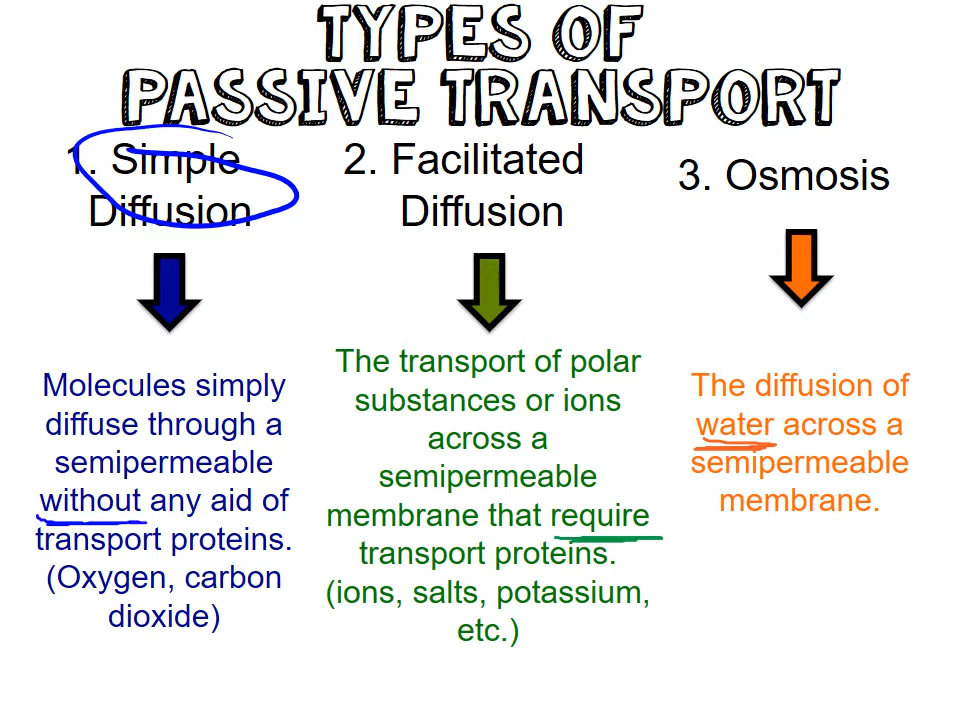 TYPES OF
PASSIVE TRANSPORT
1. Simple
Diffusion
2. Facilitated
Diffusion
3. Osmosis
Molecules simply
diffuse through a
semipermeable
without any aid of
transport proteins.
(Oxygen, carbon
dioxide)
The transport of polar
substances or ions
across a
semipermeable
membrane that require
transport proteins.
(ions, salts, potassium,
etc.)
The diffusion of
water across a
semipermeable
membrane.